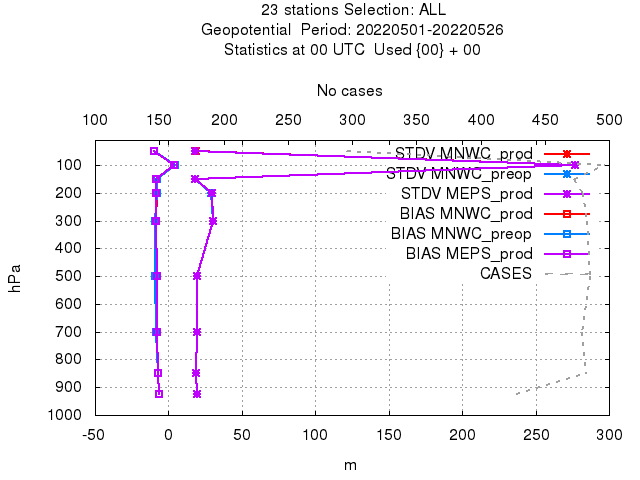 23 stations Selection: ALL
Geopotential  Period: 20220501-20220526
Statistics at 00 UTC  Used {00} + 00
No cases
100 150 200 250 300 350 400 450 500
STDV MNWC_prod
100
STDV MNWC_preop
200
STDV MEPS_prod
BIAS MNWC_prod
300
BIAS MNWC_preop
400
BIAS MEPS_prod
500
CASES
600
700
800
900
1000
hPa
-50 0 50 100 150 200 250 300
m